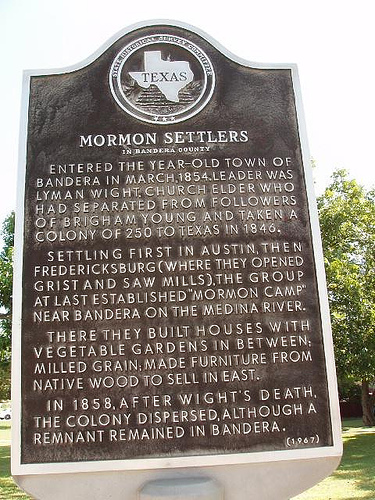 STATE HISTORICAL SURVEY COMMITTEE
TEXAS
MORMON SETTLERS
IN BANDERA COUNTY
ENTERED THE YEAR-OLD TOWN OF
BANDERA IN MARCH, 1854. LEADER WAS
LYMAN WIGHT, CHURCH ELDER WHO
HAD SEPARATED FROM FOLLOWERS
OF BRIGHAM YOUNG AND TAKEN A
COLONY OF 250 TO TEXAS IN 1846.
SETTLING FIRST IN AUSTIN, THEN
FREDERICKSBURG (WHERE THEY OPENED
GRIST AND SAW MILLS), THE GROUP
AT LAST ESTABLISHED "MORMON CAMP"
NEAR BANDERA ON THE MEDINA RIVER.
THERE THEY BUILT HOUSES WITH
VEGETABLE GARDENS IN BETWEEN;
MILLED GRAIN; MADE FURNITURE FROM
NATIVE WOOD TO SELL IN EAST.
IN 1858, AFTER WIGHT'S DEATH,
THE COLONY DISPERSED, ALTHOUGH A
REMNANT REMAINED IN BANDERA.
(1967)